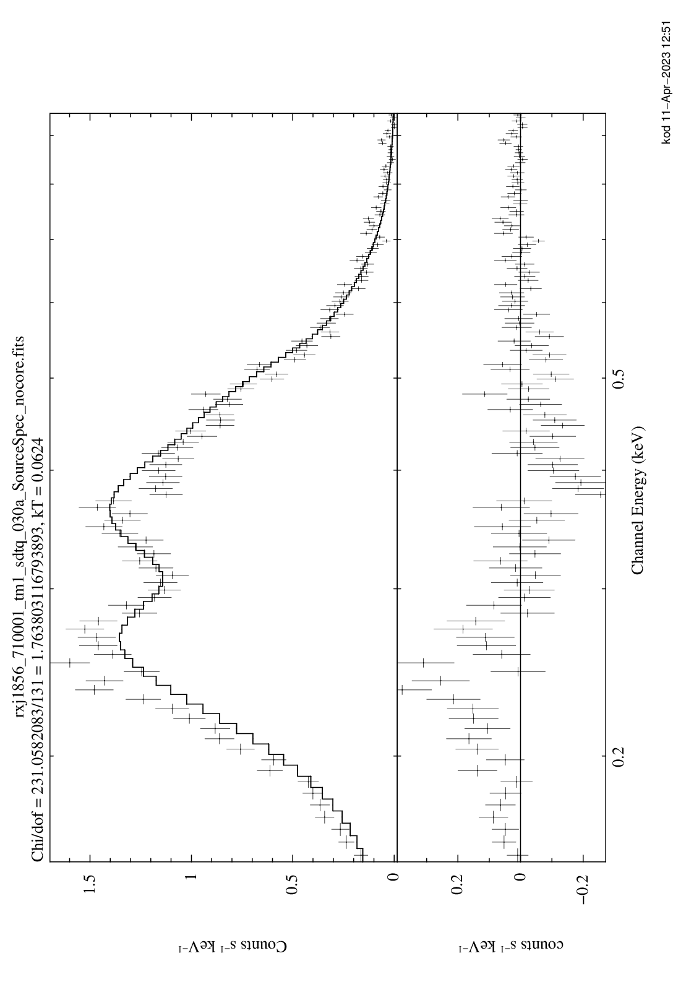 rxj1856_710001_tm1_sdtq_030a_SourceSpec_nocore.fits
Chi/dof = 231.0582083/131 = 1.763803116793893, kT = 0.0624
1.5
1
0.5
0
Counts s⁻¹ keV⁻¹
0.2
0
−0.2
counts s⁻¹ keV⁻¹
0.2
0.5
Channel Energy (keV)
kod 11−Apr−2023 12:51